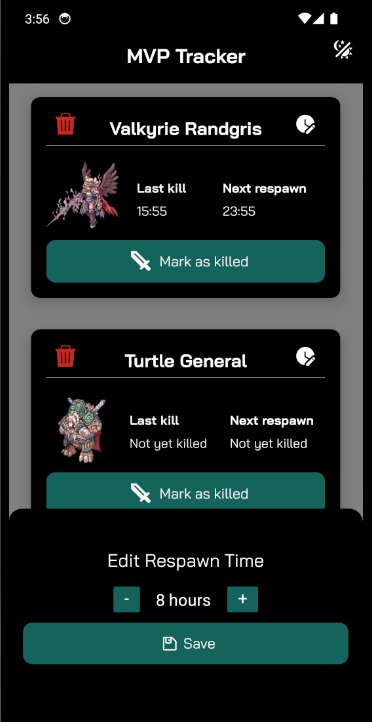 3:56
MVP Tracker
Valkyrie Randgris
Last kill Next respawn
15:55 23:55
Mark as killed
Turtle General
Last kill Next respawn
Not yet killed Not yet killed
Mark as killed
Edit Respawn Time
- 8 hours +
Save